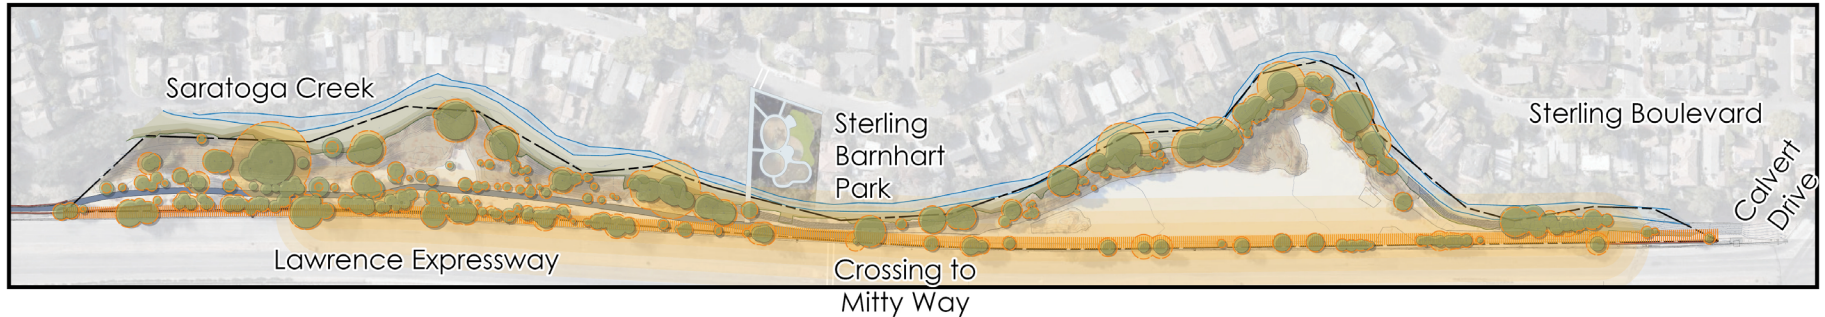 Saratoga Creek
Sterling
Barnhart
Park
Sterling Boulevard
Calvert
Drive
Lawrence Expressway
Crossing to
Mitty Way